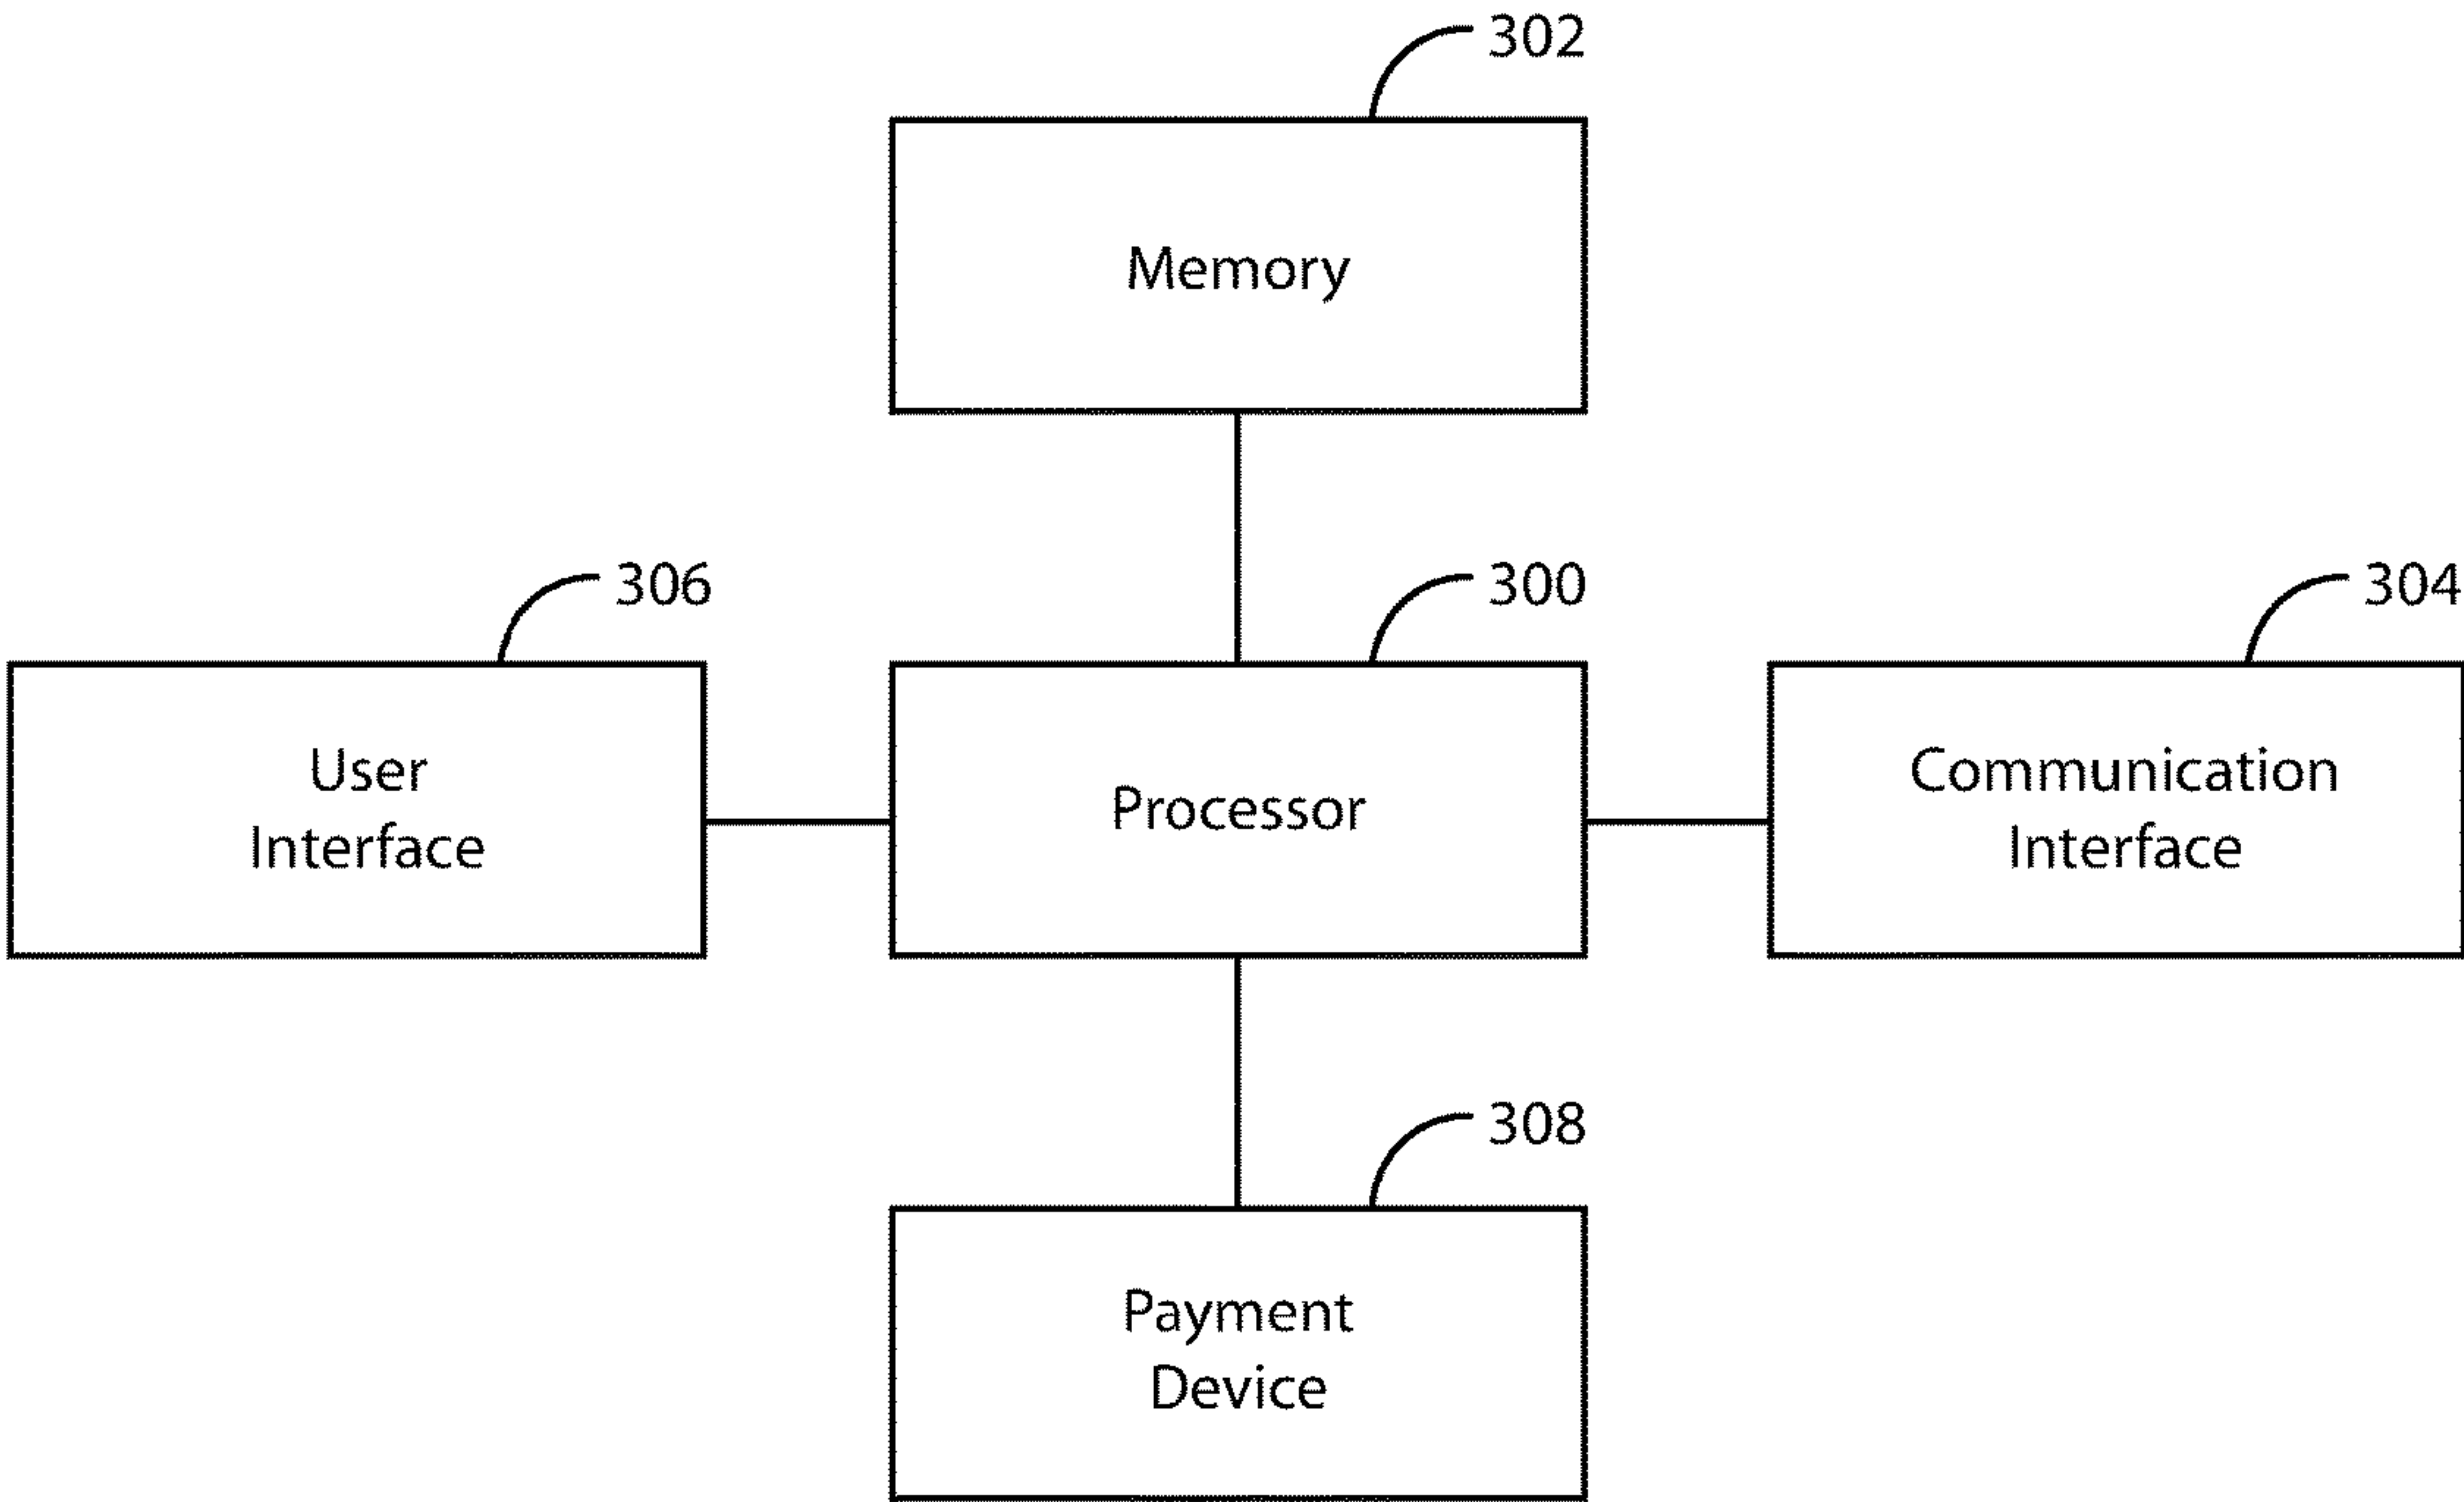 302
Memory
306
300
304
User
Interface
Processor
Communication
Interface
308
Payment
Device